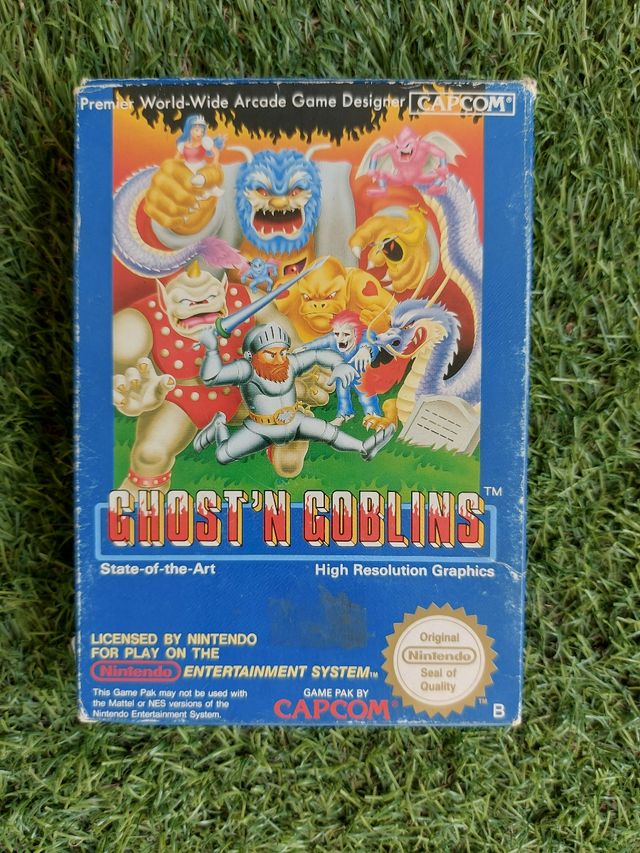 Premier World-Wide Arcade Game Designer CAPCOM®
GHOST'N GOBLINS™
State-of-the-Art
High Resolution Graphics
LICENSED BY NINTENDO
FOR PLAY ON THE
Nintendo ENTERTAINMENT SYSTEM™
This Game Pak may not be used with
the Mattel or NES versions of the
Nintendo Entertainment System.
GAME PAK BY
CAPCOM®
Original
Nintendo
Seal of
Quality
TM
B